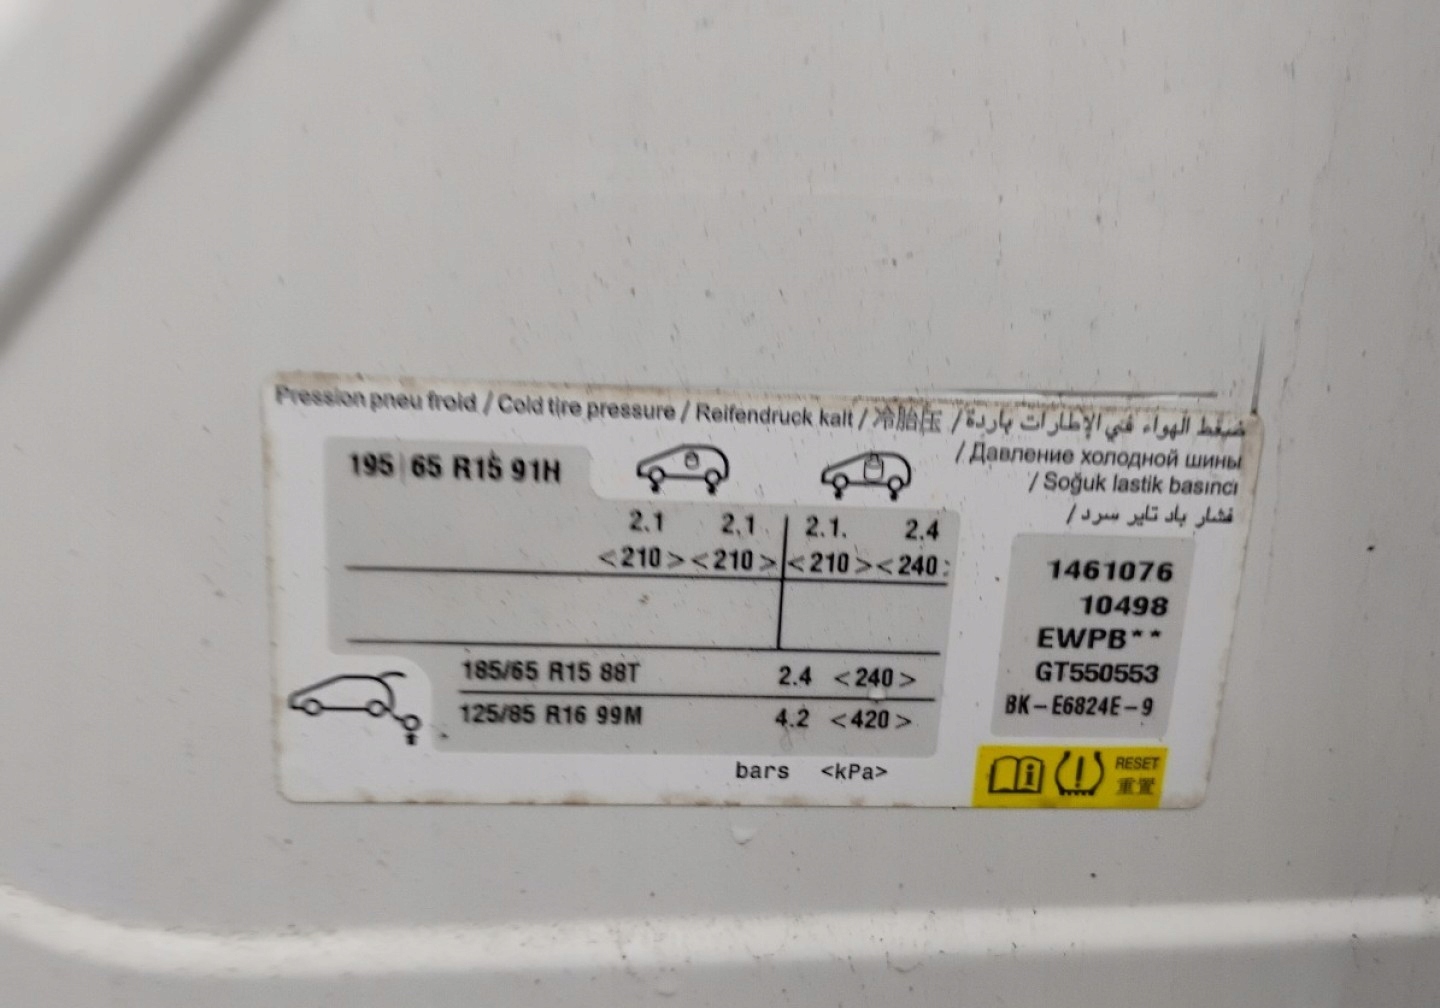 Pression pneu froid / Cold tire pressure / Reifendruck kalt / 冷胎压 / ضغط الهواء في الإطارات باردة
/ Давление холодной шины
/ Soğuk lastik basıncı
/ فشار باد تایر سرد
195 65 R15 91H
2.1 2.1 2.1. 2.4
<210> <210> <210> <240>
185/65 R15 88T 2.4 <240>
125/85 R16 99M 4.2 <420>
bars <kPa>
1461076
10498
EWPB**
GT550553
BK-E6824E-9
RESET
重置